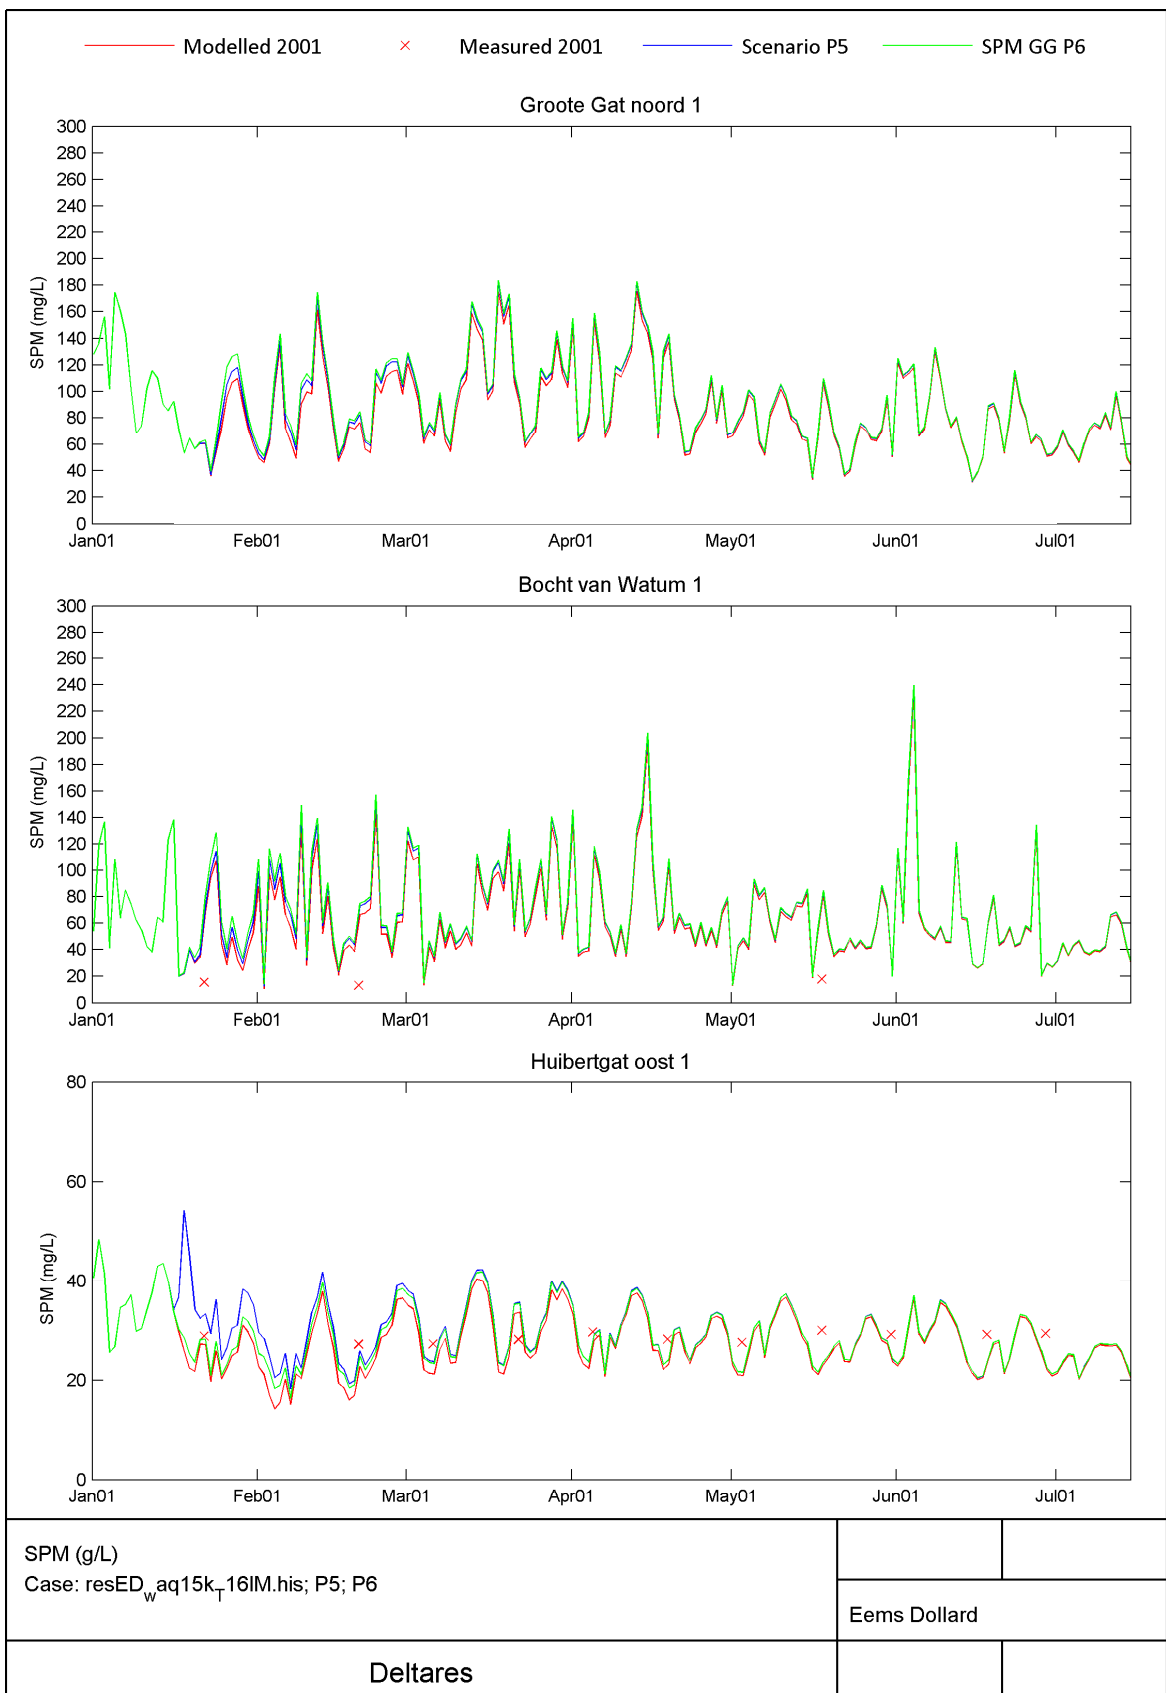 Modelled 2001 × Measured 2001 Scenario P5 SPM GG P6
Groote Gat noord 1
SPM (mg/L)
300
280
260
240
220
200
180
160
140
120
100
80
60
40
20
0
Jan01 Feb01 Mar01 Apr01 May01 Jun01 Jul01
Bocht van Watum 1
SPM (mg/L)
300
280
260
240
220
200
180
160
140
120
100
80
60
40
20
0
Jan01 Feb01 Mar01 Apr01 May01 Jun01 Jul01
Huibertgat oost 1
SPM (mg/L)
80
60
40
20
0
Jan01 Feb01 Mar01 Apr01 May01 Jun01 Jul01
SPM (g/L)
Case: resED_waq15k_T16IM.his; P5; P6
Eems Dollard
Deltares